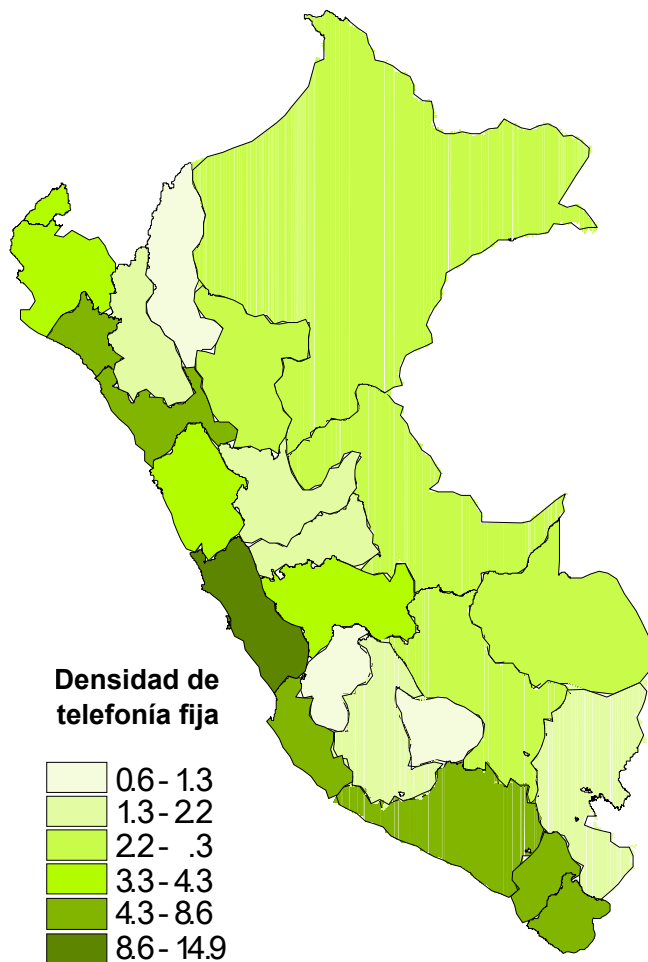 Densidad de
telefonía fija
0.6 - 1.3
1.3 - 2.2
2.2 - .3
3.3 - 4.3
4.3 - 8.6
8.6 - 14.9